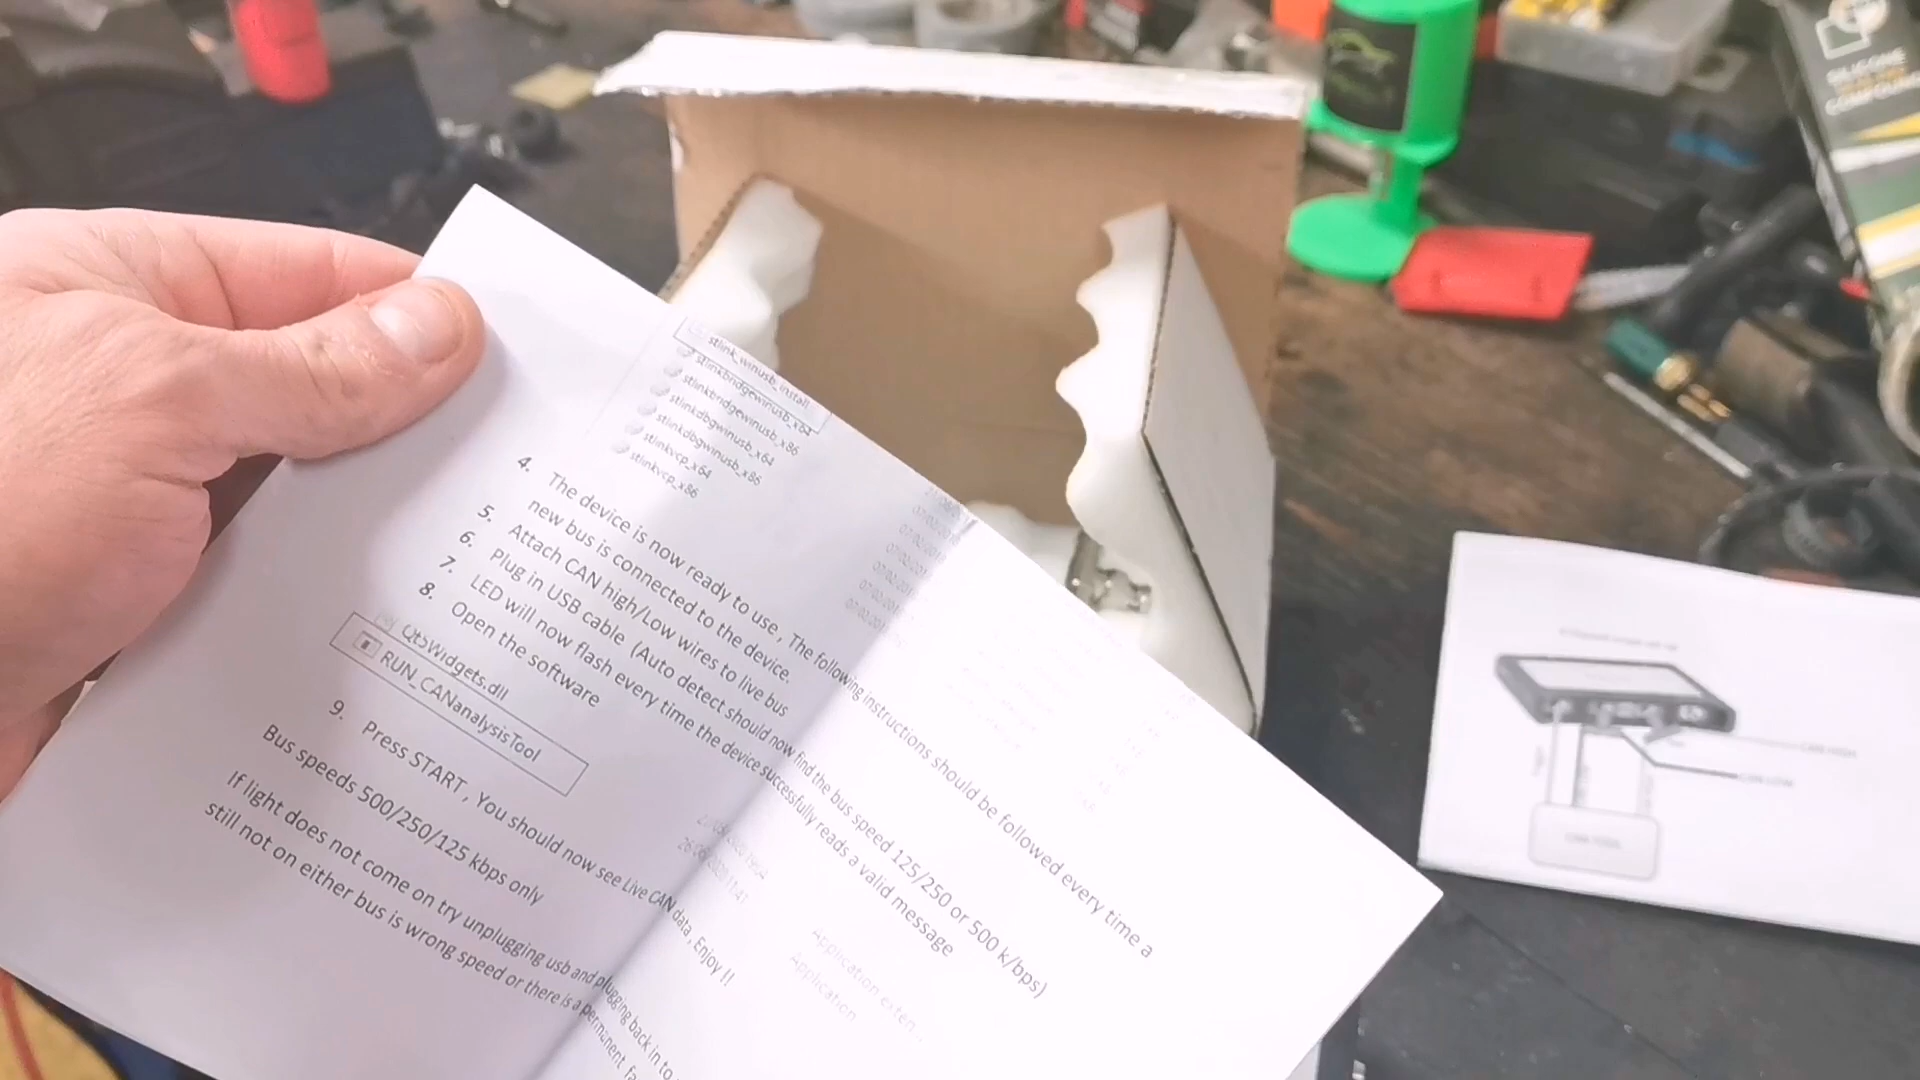 stlink_winusb_install
stlinkbridgewinusb_x64
stlinkbridgewinusb_x86
stlinkdbgwinusb_x64
stlinkdbgwinusb_x86
stlinkvcp_x64
stlinkvcp_x86
4. The device is now ready to use , The following instructions should be followed every time a
new bus is connected to the device.
5. Attach CAN high/Low wires to live bus
6. Plug in USB cable (Auto detect should now find the bus speed 125/250 or 500 k/bps)
7. LED will now flash every time the device successfully reads a valid message
8. Open the software
Qt5Widgets.dll
Application exten...
RUN_CANanalysisTool
Application
9. Press START , You should now see Live CAN data , Enjoy !!
Bus speeds 500/250/125 kbps only
If light does not come on try unplugging usb and plugging back in to
still not on either bus is wrong speed or there is a permanent
CAN HIGH
CAN LOW
CAN TOOL
SILICONE
COMPOUND